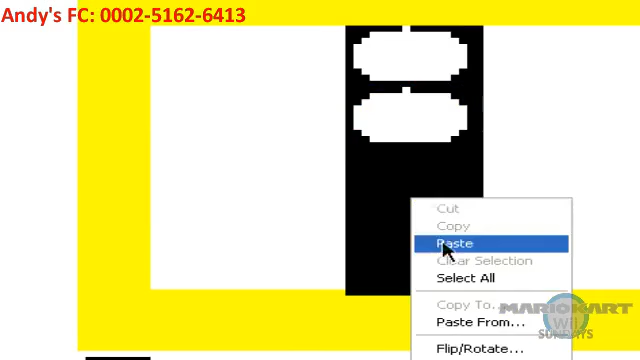 Andy's FC: 0002-5162-6413
Cut
Copy
Paste
Clear Selection
Select All
Copy To...
Paste From...
Flip/Rotate...
MARIOKART
Wii
SUNDAYS